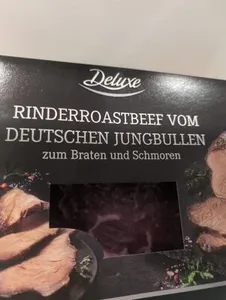 Deluxe
RINDERROASTBEEF VOM
DEUTSCHEN JUNGBULLEN
zum Braten und Schmoren